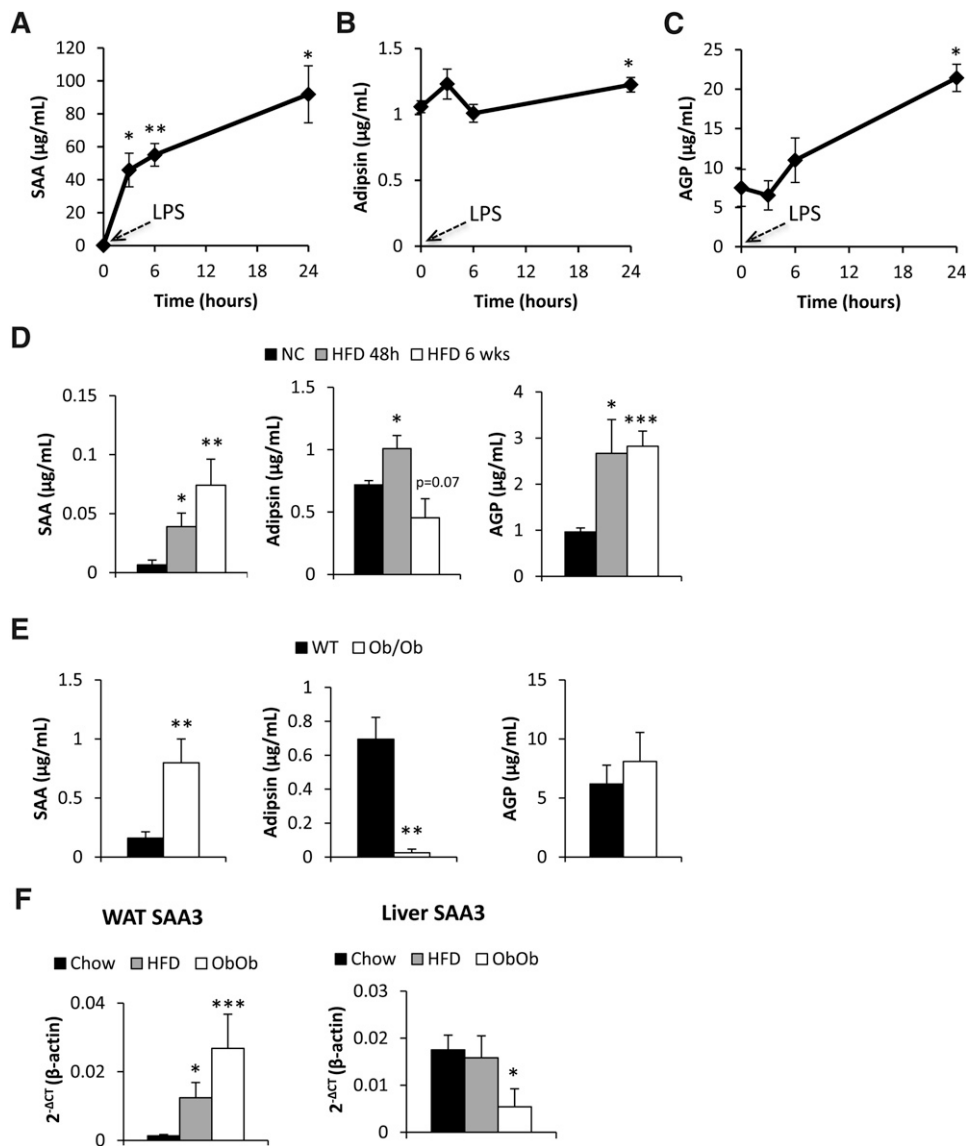 A
SAA (µg/mL)
120
100
80
60
40
20
0
*
**
*
LPS
0 6 12 18 24
Time (hours)
B
Adipsin (µg/mL)
1.5
1
0.5
0
*
LPS
0 6 12 18 24
Time (hours)
C
AGP (µg/mL)
25
20
15
10
5
0
*
LPS
0 6 12 18 24
Time (hours)
D
NC HFD 48h HFD 6 wks
SAA (µg/mL)
0.15
0.1
0.05
0
*
**
Adipsin (µg/mL)
1.5
1
0.5
0
*
p=0.07
AGP (µg/mL)
4
3
2
1
0
*
***
E
WT Ob/Ob
SAA (µg/mL)
1.5
1
0.5
0
**
Adipsin (µg/mL)
1
0.8
0.6
0.4
0.2
0
**
AGP (µg/mL)
15
10
5
0
F
WAT SAA3
Chow HFD ObOb
2-ΔCT (β-actin)
0.04
0.02
0
*
***
Liver SAA3
Chow HFD ObOb
2-ΔCT (β-actin)
0.03
0.02
0.01
0
*